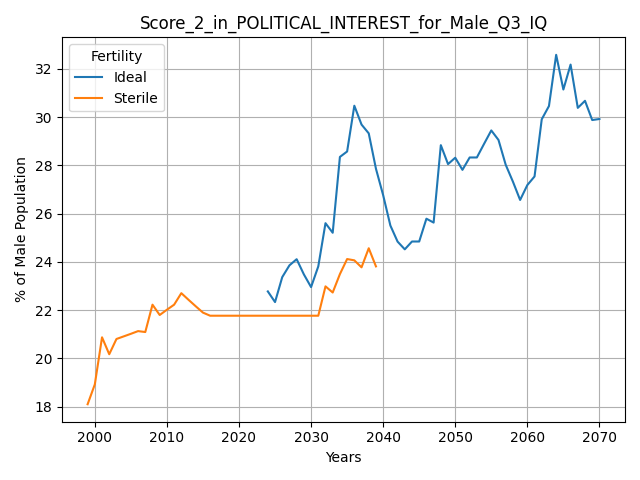 Score_2_in_POLITICAL_INTEREST_for_Male_Q3_IQ
Fertility
Ideal
Sterile
% of Male Population
32
30
28
26
24
22
20
18
2000 2010 2020 2030 2040 2050 2060 2070
Years